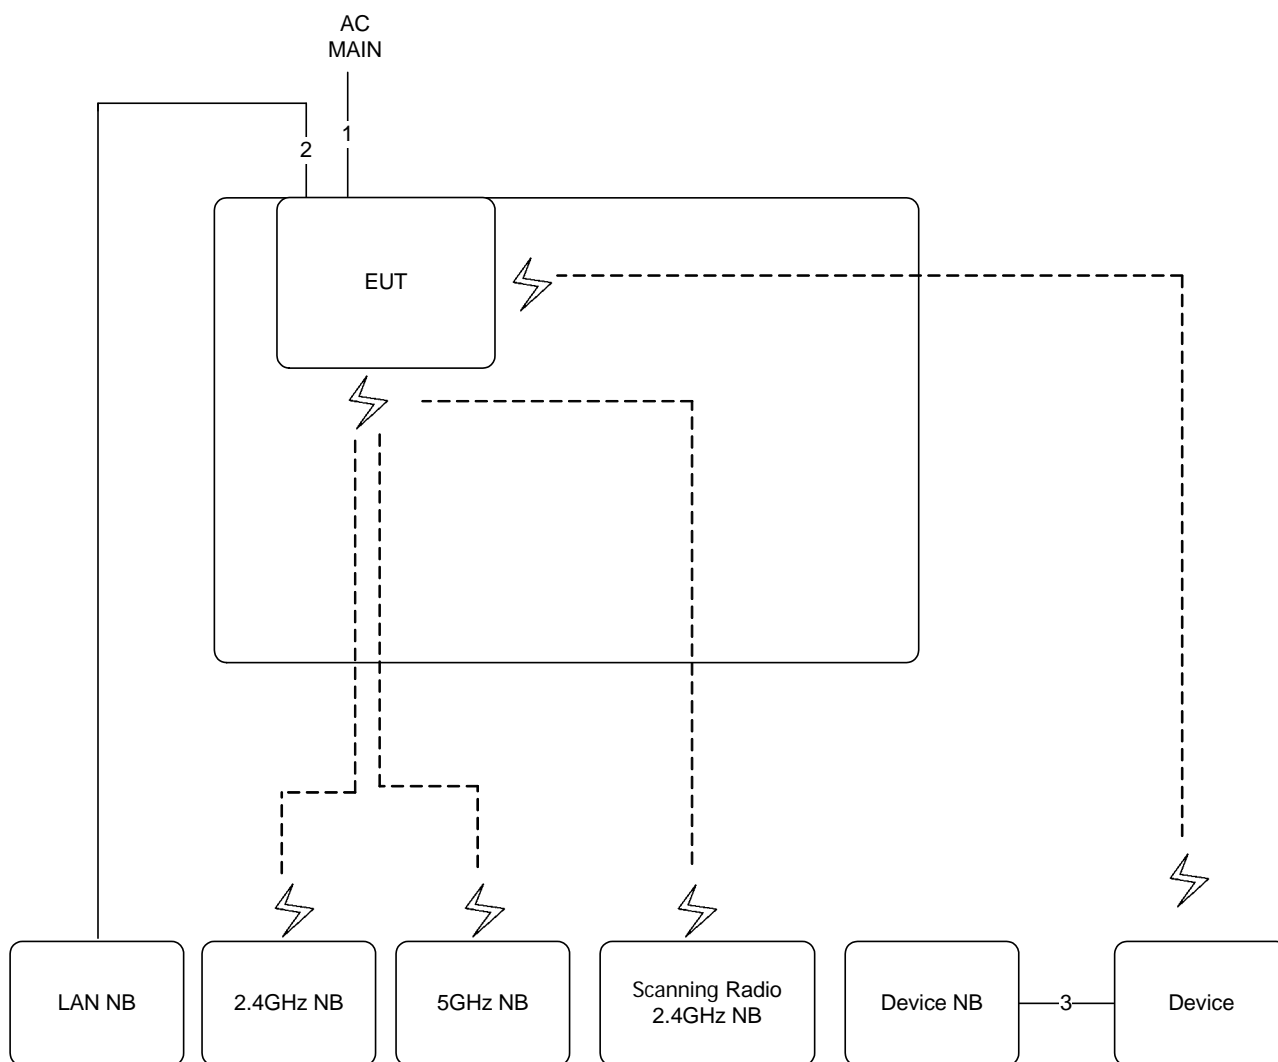 AC
MAIN
1
2
EUT
LAN NB
2.4GHz NB
5GHz NB
Scanning Radio
2.4GHz NB
Device NB
3
Device